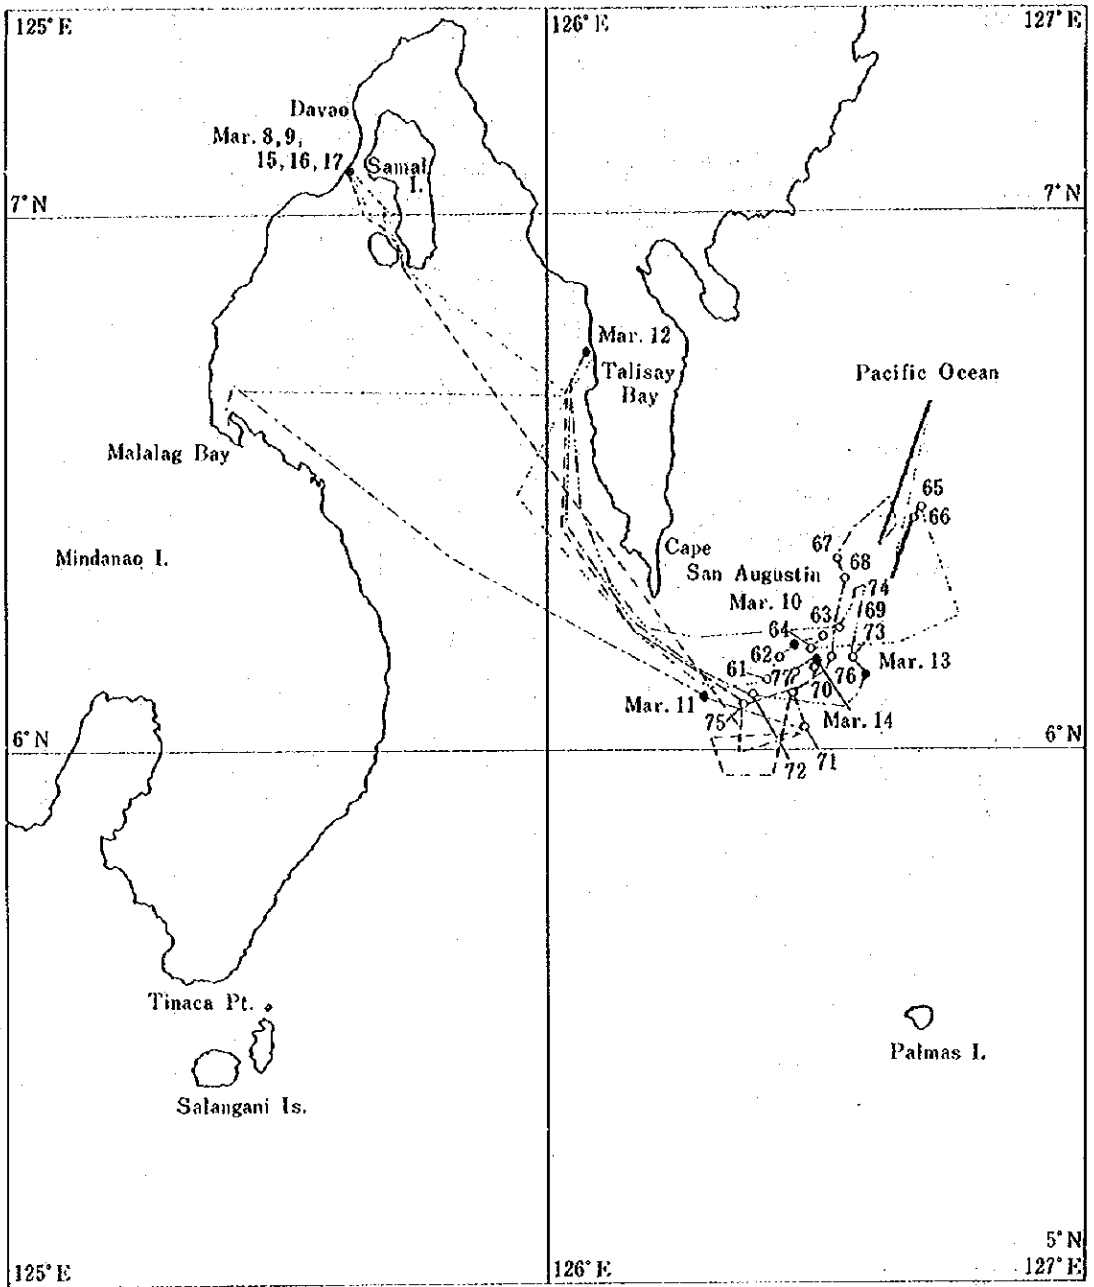 125°E
126°E
127°E
Davao
Mar. 8, 9,
15, 16, 17
Samal
I.
7°N
7°N
Mar. 12
Talisay
Bay
Pacific Ocean
Malalag Bay
65
66
Mindanao I.
Cape
San Augustin
67
68
Mar. 10
74
69
63
64
73
62
Mar. 13
61
77
76
70
Mar. 11
75
Mar. 14
6°N
6°N
71
72
Tinaca Pt.
Palmas I.
Salangani Is.
5°N
125°E
126°E
127°E